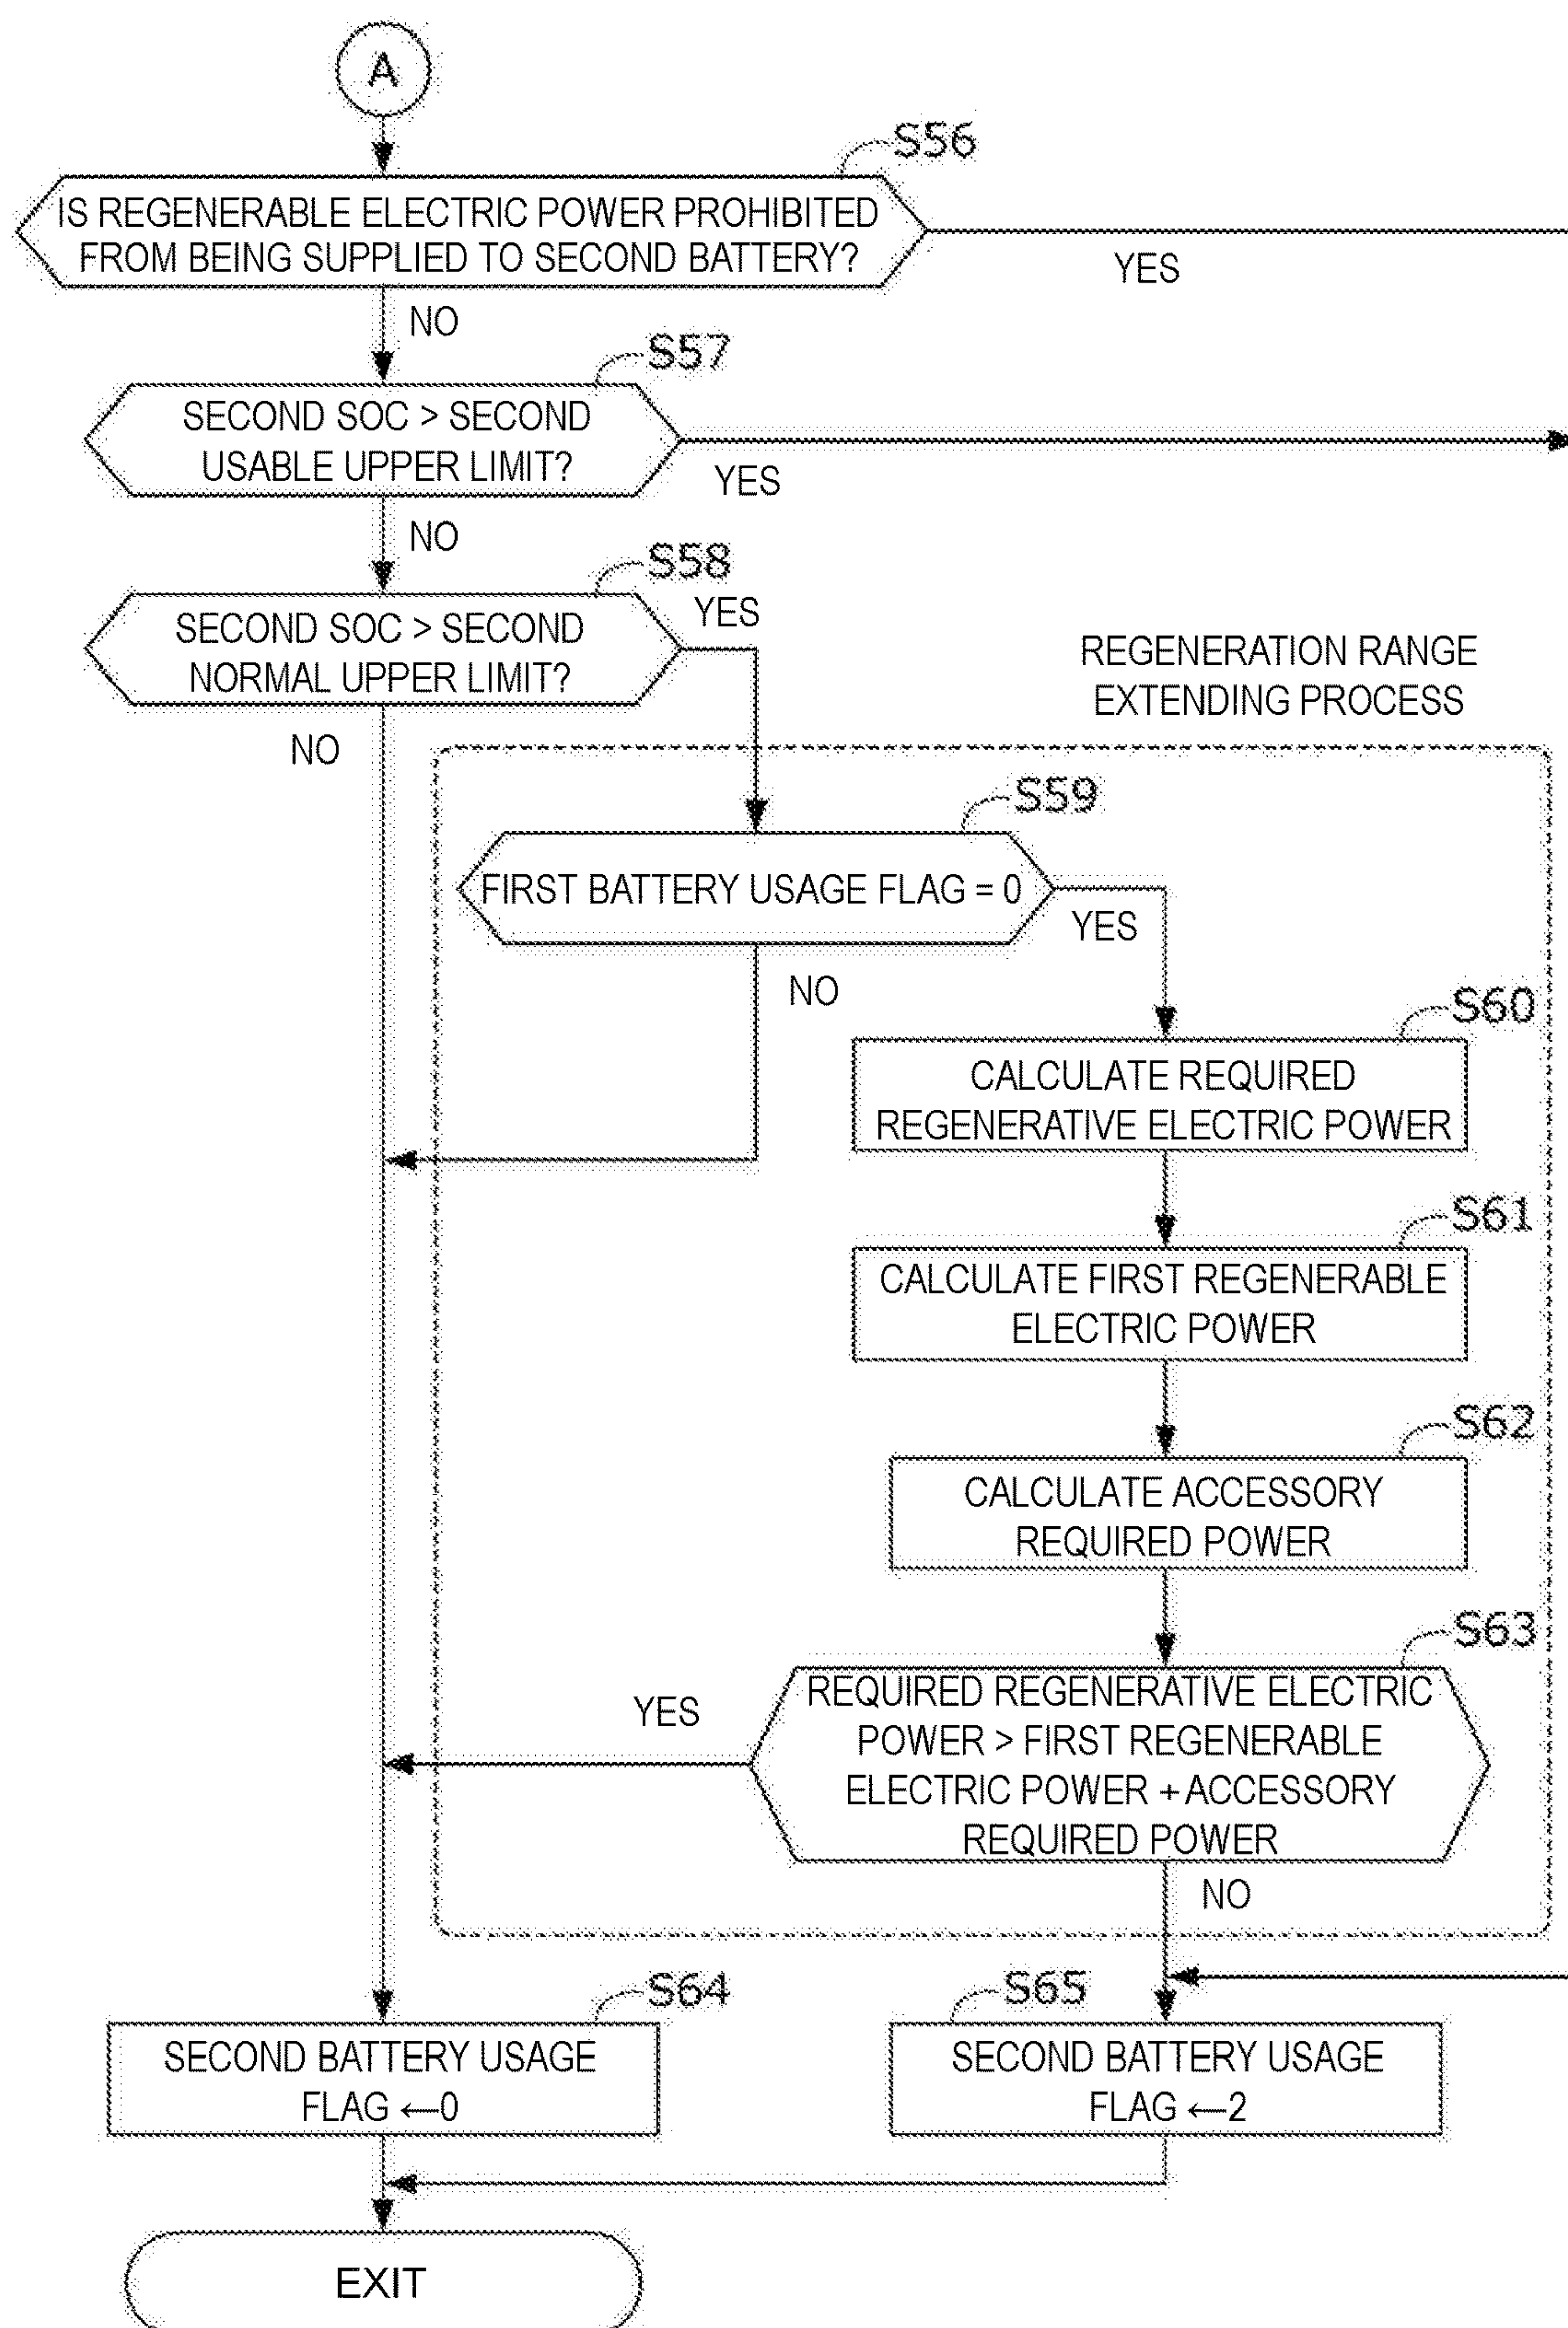 A
S56
IS REGENERABLE ELECTRIC POWER PROHIBITED
FROM BEING SUPPLIED TO SECOND BATTERY?
YES
NO
S57
SECOND SOC > SECOND
USABLE UPPER LIMIT?
YES
NO
S58
SECOND SOC > SECOND
NORMAL UPPER LIMIT?
YES
NO
REGENERATION RANGE
EXTENDING PROCESS
S59
FIRST BATTERY USAGE FLAG = 0
YES
NO
S60
CALCULATE REQUIRED
REGENERATIVE ELECTRIC POWER
S61
CALCULATE FIRST REGENERABLE
ELECTRIC POWER
S62
CALCULATE ACCESSORY
REQUIRED POWER
S63
REQUIRED REGENERATIVE ELECTRIC
POWER > FIRST REGENERABLE
ELECTRIC POWER + ACCESSORY
REQUIRED POWER
YES
NO
S64
SECOND BATTERY USAGE
FLAG ←0
S65
SECOND BATTERY USAGE
FLAG ←2
EXIT